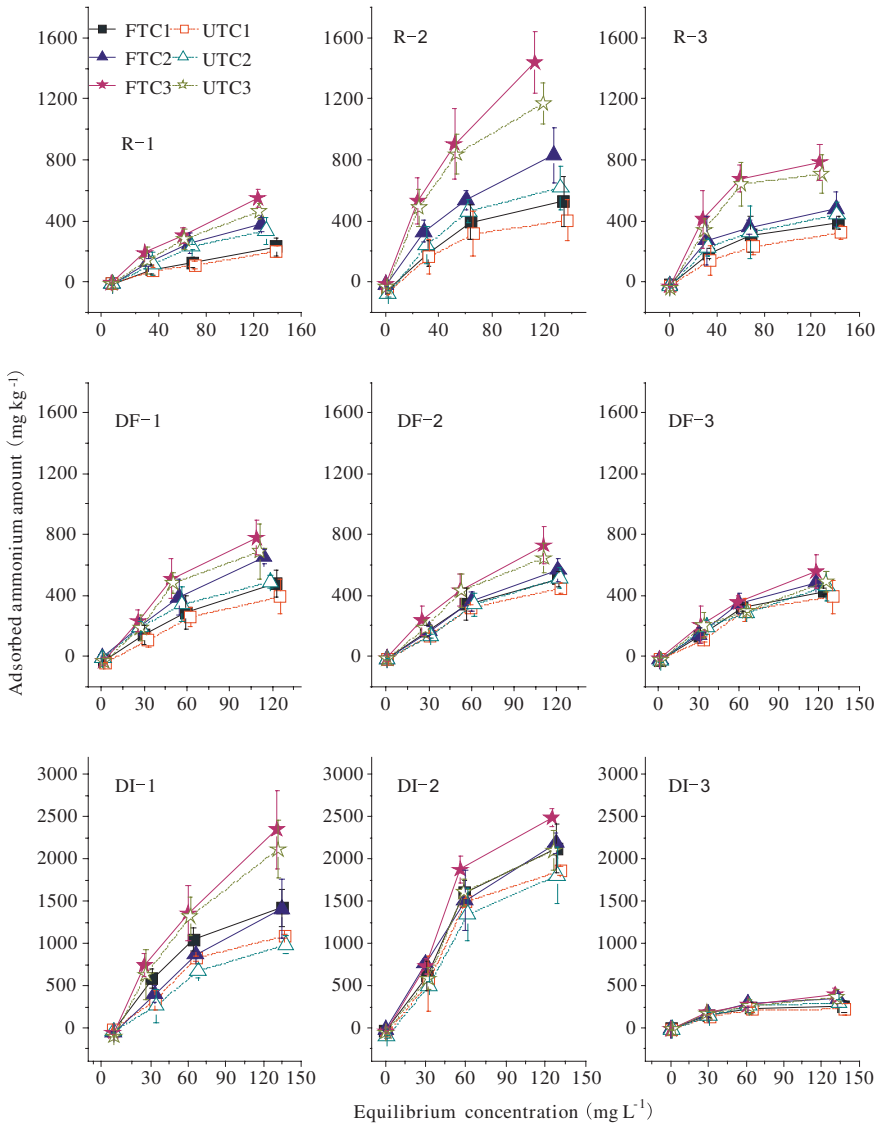 FTC1 UTC1
FTC2 UTC2
FTC3 UTC3
R-1
1600
1200
800
400
0
0 40 80 120 160
R-2
1600
1200
800
400
0
0 30 60 90 120 150
R-3
1600
1200
800
400
0
0 40 80 120 160
DF-1
1600
1200
800
400
0
0 30 60 90 120
DF-2
1600
1200
800
400
0
0 30 60 90 120 150
DF-3
1600
1200
800
400
0
0 30 60 90 120 150
DI-1
3000
2500
2000
1500
1000
500
0
0 30 60 90 120 150
DI-2
3000
2500
2000
1500
1000
500
0
0 30 60 90 120 150
DI-3
3000
2500
2000
1500
1000
500
0
0 30 60 90 120 150
Adsorbed ammonium amount (mg kg⁻¹)
Equilibrium concentration (mg L⁻¹)